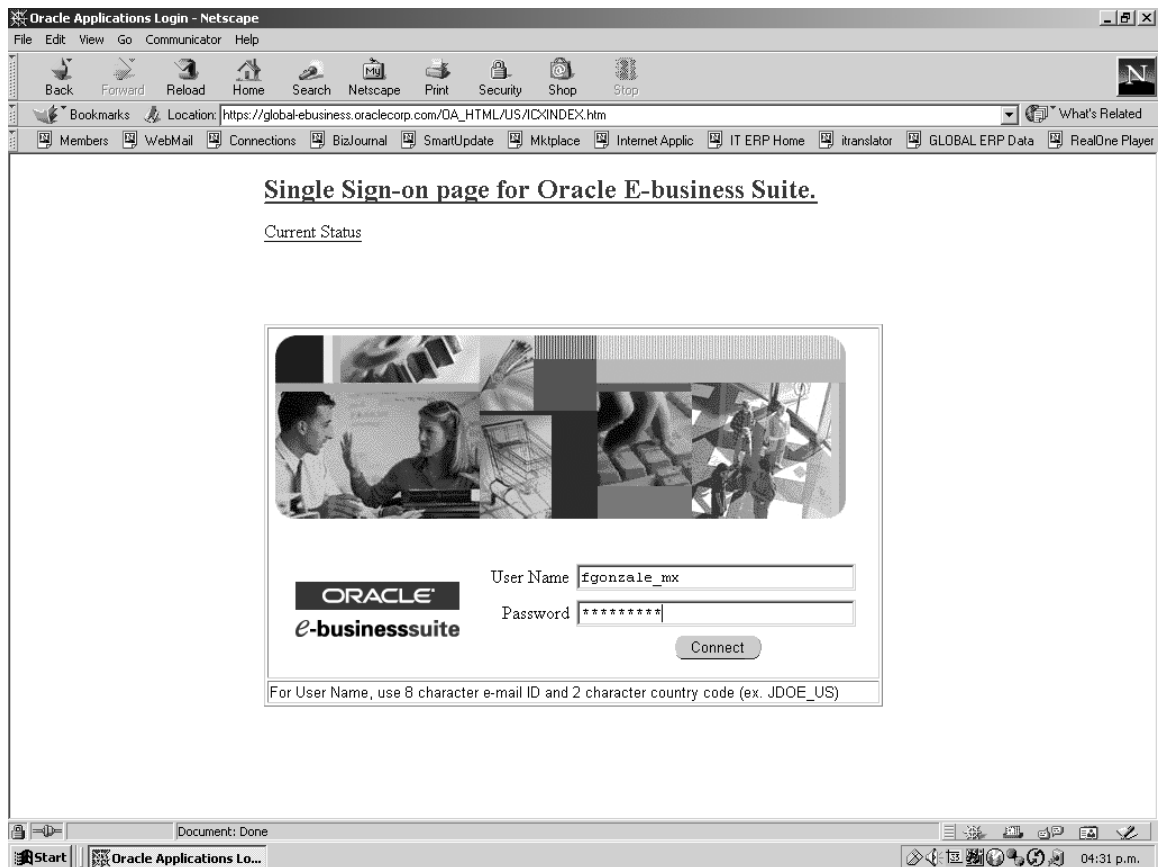 Oracle Applications Login - Netscape
File Edit View Go Communicator Help
My
Back Forward Reload Home Search Netscape Print Security Shop Stop
N
Bookmarks Location: https://global-ebusiness.oraclecorp.com/OA_HTML/US/ICXINDEX.htm What's Related
Members WebMail Connections BizJournal SmartUpdate Mktplace Internet Applic IT ERP Home itranslator GLOBAL ERP Data RealOne Player
Single Sign-on page for Oracle E-business Suite.
Current Status
User Name fgonzale_mx
ORACLE
Password *********
e-businesssuite
Connect
For User Name, use 8 character e-mail ID and 2 character country code (ex. JDOE_US)
Document: Done
Start Oracle Applications Lo... 04:31 p.m.